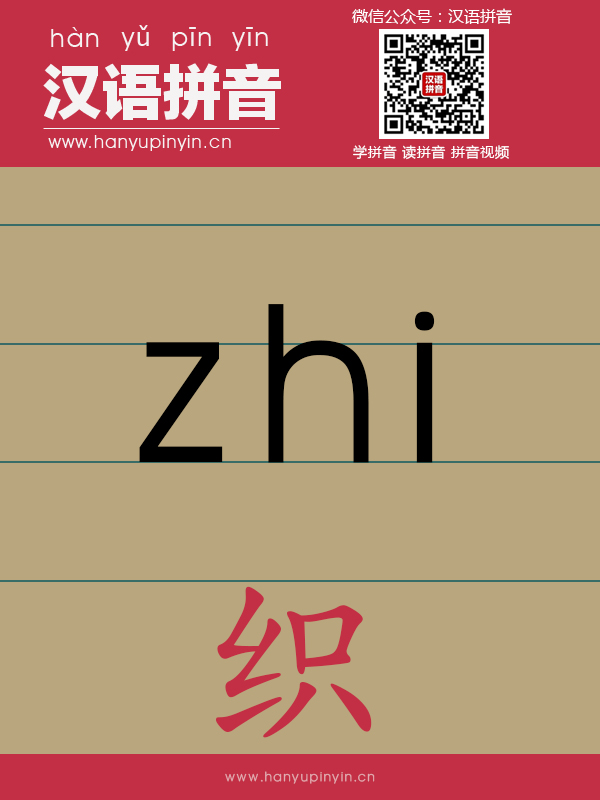 hàn yǔ pīn yīn
汉语拼音
www.hanyupinyin.cn
微信公众号：汉语拼音
汉语
拼音
学拼音 读拼音 拼音视频
zhi
织
www.hanyupinyin.cn